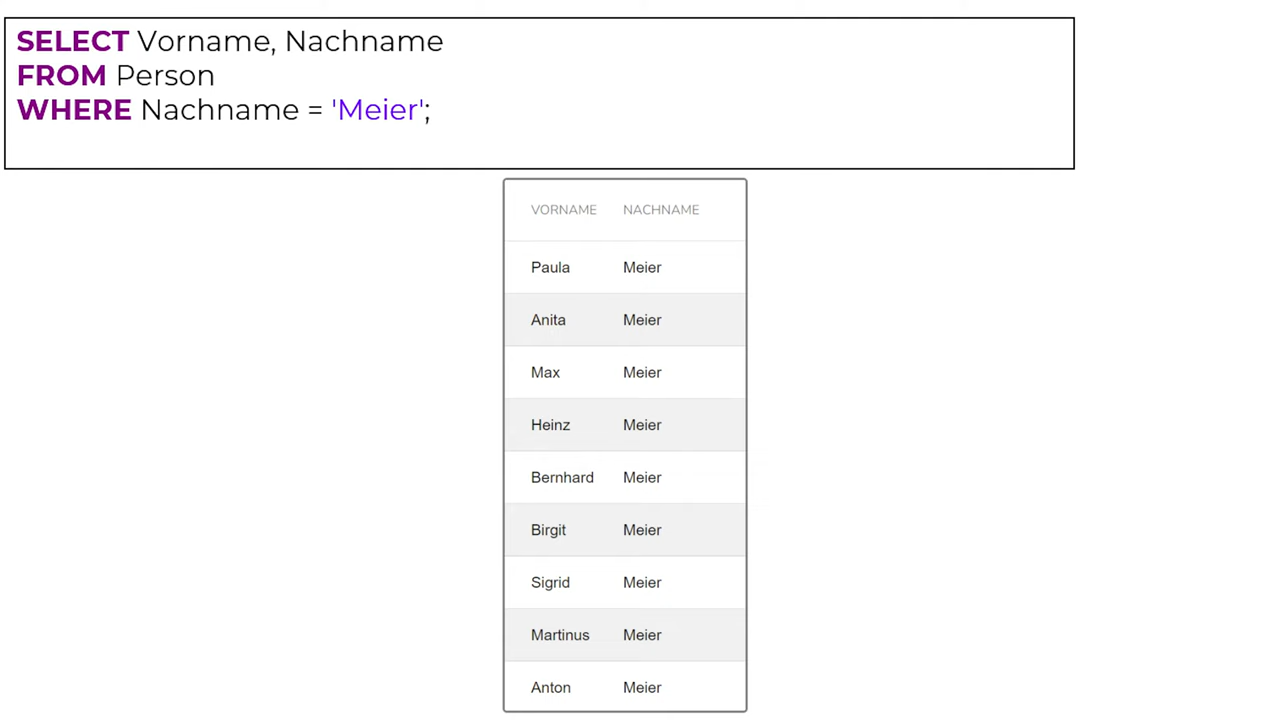 SELECT Vorname, Nachname
FROM Person
WHERE Nachname = 'Meier';
VORNAME NACHNAME
Paula Meier
Anita Meier
Max Meier
Heinz Meier
Bernhard Meier
Birgit Meier
Sigrid Meier
Martinus Meier
Anton Meier